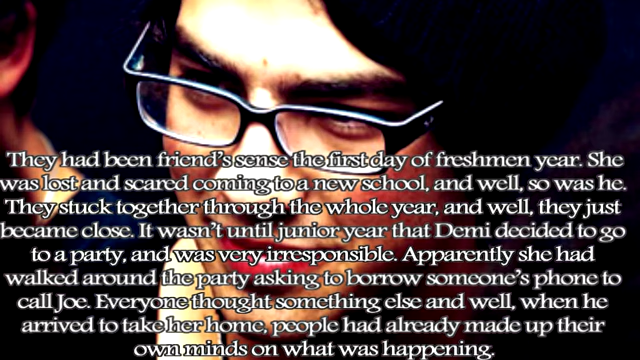 They had been friend's sense the first day of freshmen year. She
was lost and scared coming to a new school, and well, so was he.
They stuck together through the whole year, and well, they just
became close. It wasn't until junior year that Demi decided to go
to a party, and was very irresponsible. Apparently she had
walked around the party asking to borrow someone's phone to
call Joe. Everyone thought something else and well, when he
arrived to take her home, people had already made up their
own minds on what was happening.